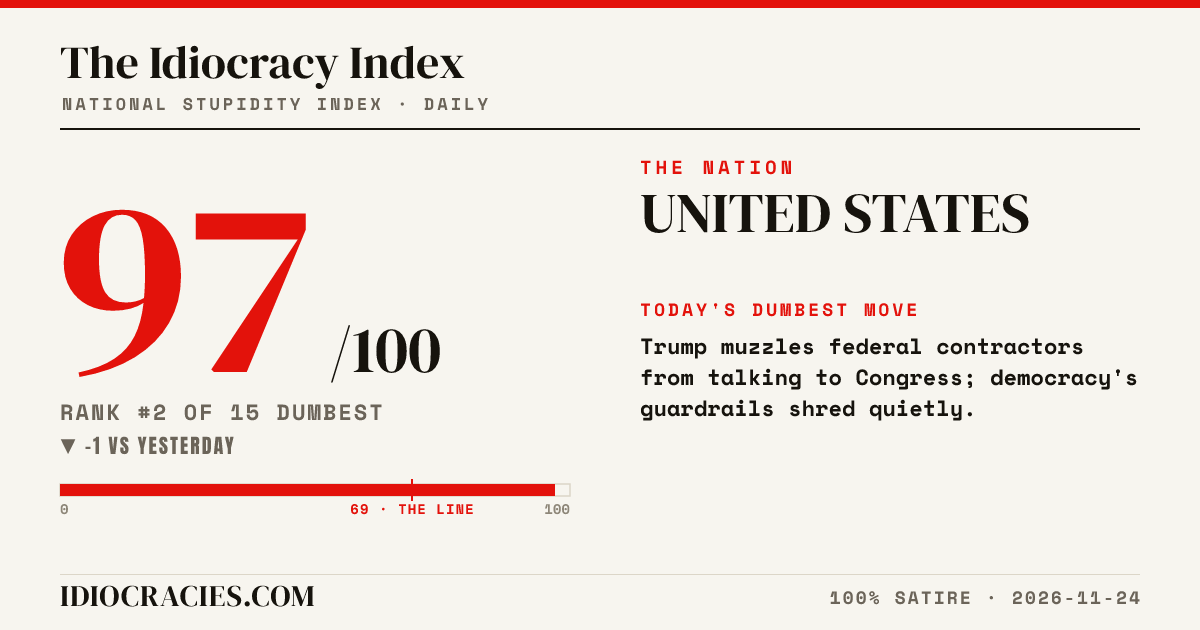 The Idiocracy Index
NATIONAL STUPIDITY INDEX · DAILY
97 /100
RANK #2 OF 15 DUMBEST
▼ -1 VS YESTERDAY
0 69 · THE LINE 100
THE NATION
UNITED STATES
TODAY'S DUMBEST MOVE
Trump muzzles federal contractors
from talking to Congress; democracy's
guardrails shred quietly.
IDIOCRACIES.COM
100% SATIRE · 2026-11-24